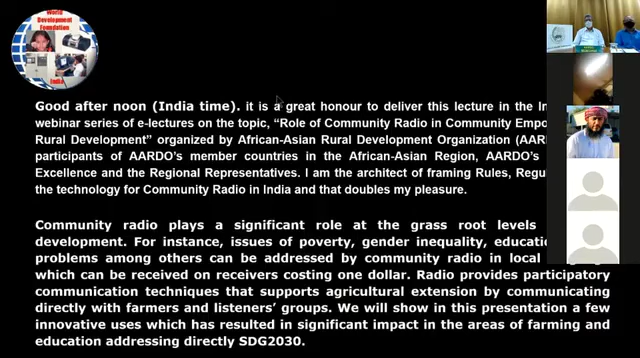 World
Development
Foundation
India
Good after noon (India time). it is a great honour to deliver this lecture in the
webinar series of e-lectures on the topic, “Role of Community Radio in Community
Rural Development” organized by African-Asian Rural Development Organization
participants of AARDO’s member countries in the African-Asian Region, AARDO’s
Excellence and the Regional Representatives. I am the architect of framing Rules,
the technology for Community Radio in India and that doubles my pleasure.
Community radio plays a significant role at the grass root levels
development. For instance, issues of poverty, gender inequality,
problems among others can be addressed by community radio in local
which can be received on receivers costing one dollar. Radio provides participatory
communication techniques that supports agricultural extension by communicating
directly with farmers and listeners’ groups. We will show in this presentation a few
innovative uses which has resulted in significant impact in the areas of farming and
education addressing directly SDG2030.